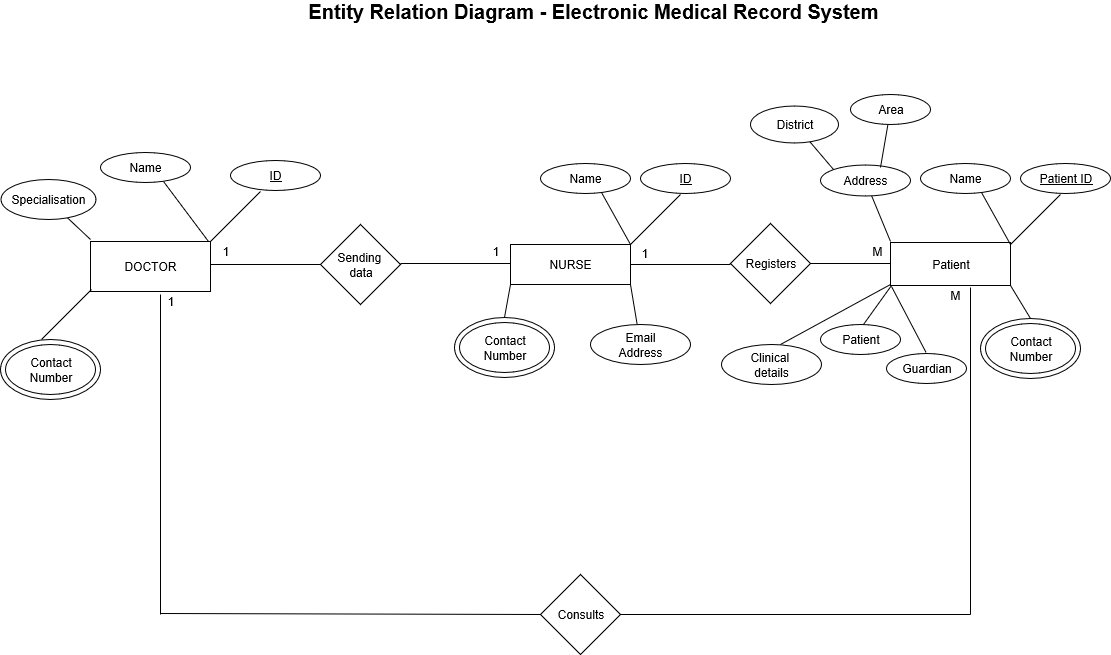 Entity Relation Diagram - Electronic Medical Record System
District
Area
Specialisation
Name
ID
Name
ID
Address
Name
Patient ID
DOCTOR
1
Sending
data
1
NURSE
1
Registers
M
Patient
1
M
Contact
Number
Contact
Number
Email
Address
Clinical
details
Patient
Guardian
Contact
Number
Consults